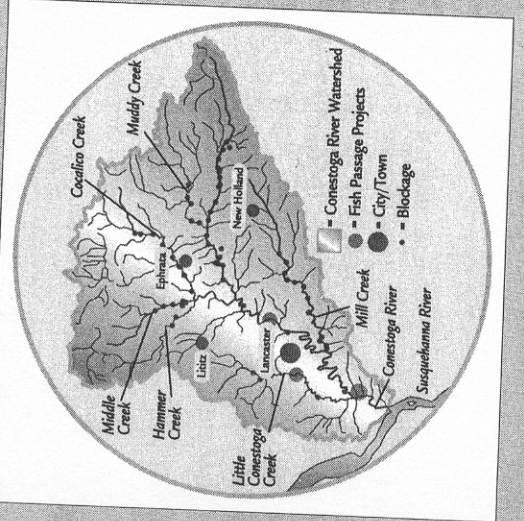 Cocalico Creek
Muddy Creek
Middle
Creek
Hammer
Creek
Ephrata
Lititz
New Holland
Lancaster
Little
Conestoga
Creek
Mill Creek
Conestoga River
Susquehanna River
= Conestoga River Watershed
= Fish Passage Projects
= City/Town
= Blockage